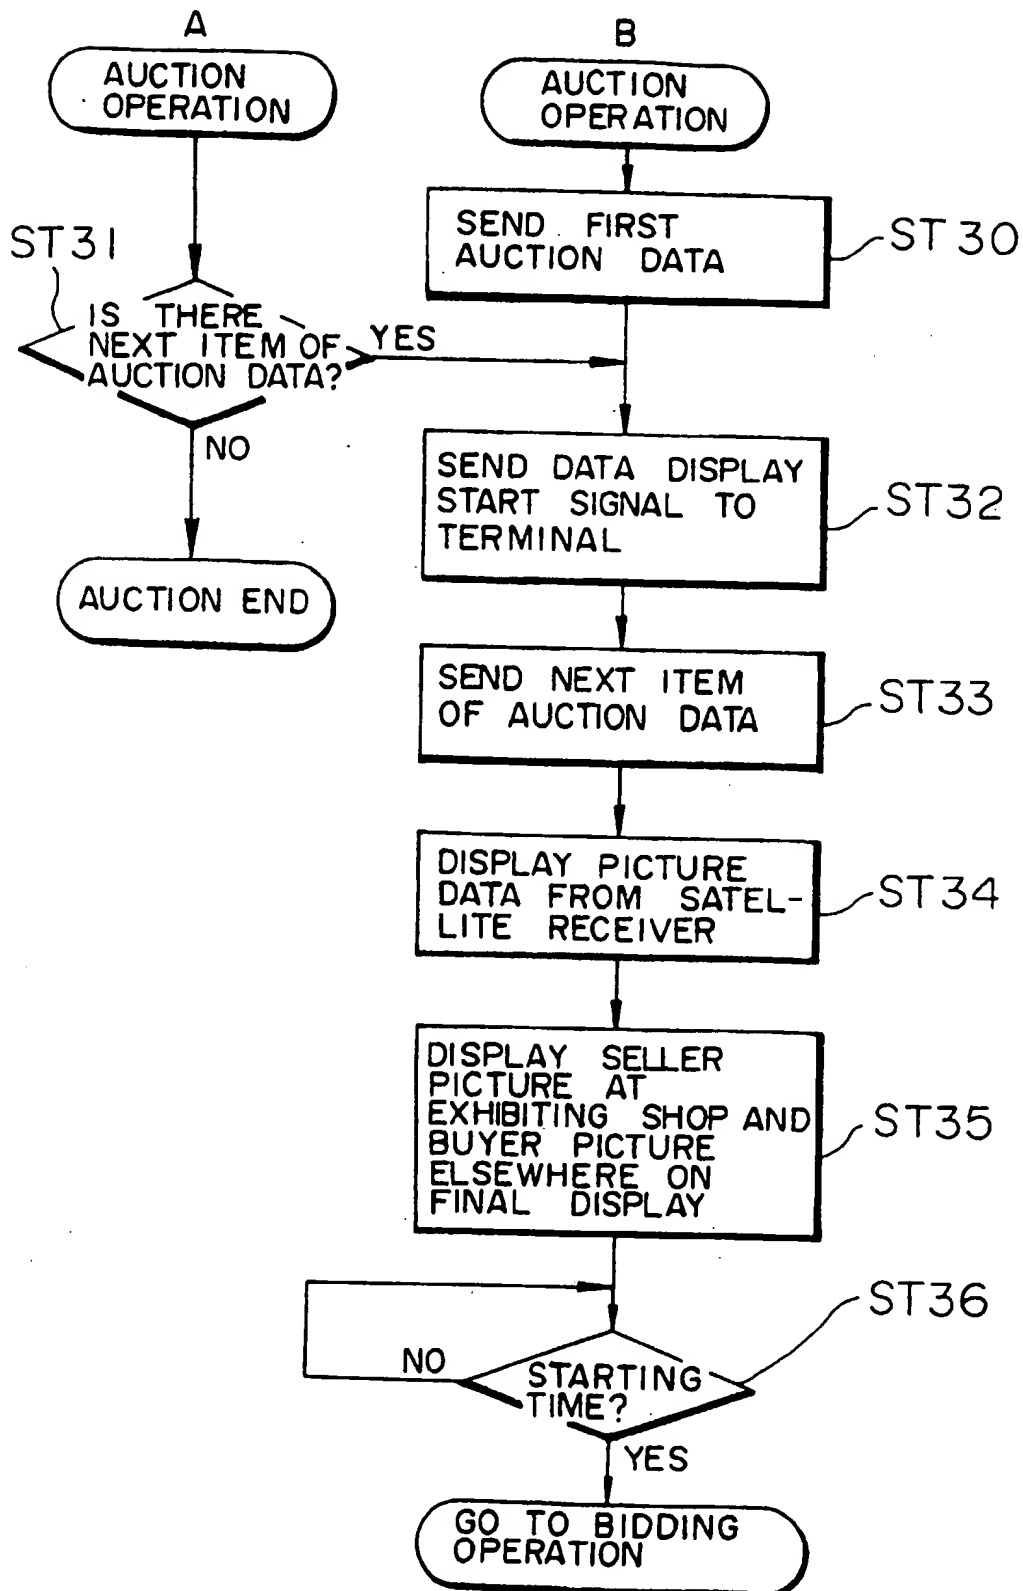 A
AUCTION
OPERATION
ST31
IS THERE
NEXT ITEM OF
AUCTION DATA?
YES
NO
AUCTION END
B
AUCTION
OPERATION
SEND FIRST
AUCTION DATA
ST30
SEND DATA DISPLAY
START SIGNAL TO
TERMINAL
ST32
SEND NEXT ITEM
OF AUCTION DATA
ST33
DISPLAY PICTURE
DATA FROM SATEL-
LITE RECEIVER
ST34
DISPLAY SELLER
PICTURE AT
EXHIBITING SHOP AND
BUYER PICTURE
ELSEWHERE ON
FINAL DISPLAY
ST35
STARTING
TIME?
ST36
NO
YES
GO TO BIDDING
OPERATION